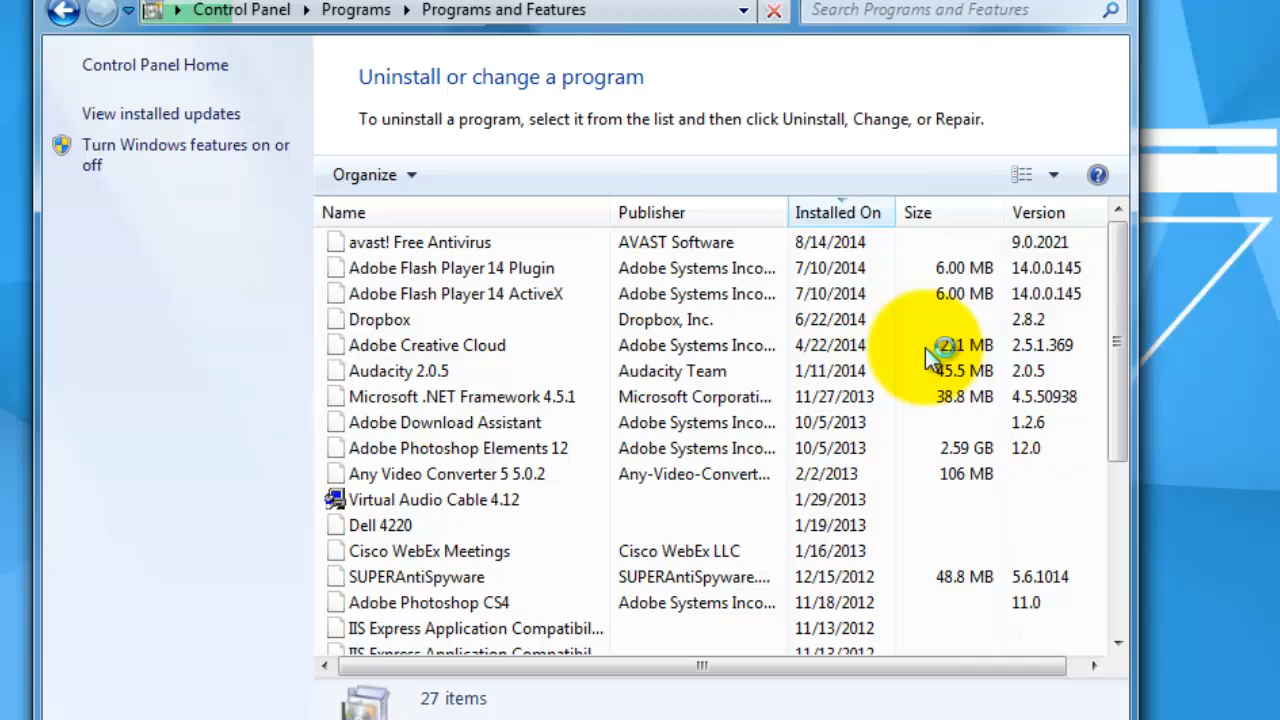 Control Panel Programs Programs and Features Search Programs and Features
Control Panel Home
View installed updates
Turn Windows features on or
off
Uninstall or change a program
To uninstall a program, select it from the list and then click Uninstall, Change, or Repair.
Organize
Name Publisher Installed On Size Version
avast! Free Antivirus AVAST Software 8/14/2014 9.0.2021
Adobe Flash Player 14 Plugin Adobe Systems Inco... 7/10/2014 6.00 MB 14.0.0.145
Adobe Flash Player 14 ActiveX Adobe Systems Inco... 7/10/2014 6.00 MB 14.0.0.145
Dropbox Dropbox, Inc. 6/22/2014 2.8.2
Adobe Creative Cloud Adobe Systems Inco... 4/22/2014 MB 2.5.1.369
Audacity 2.0.5 Audacity Team 1/11/2014 45.5 MB 2.0.5
Microsoft .NET Framework 4.5.1 Microsoft Corporati... 11/27/2013 38.8 MB 4.5.50938
Adobe Download Assistant Adobe Systems Inco... 10/5/2013 1.2.6
Adobe Photoshop Elements 12 Adobe Systems Inco... 10/5/2013 2.59 GB 12.0
Any Video Converter 5 5.0.2 Any-Video-Convert... 2/2/2013 106 MB
Virtual Audio Cable 4.12 1/29/2013
Dell 4220 1/19/2013
Cisco WebEx Meetings Cisco WebEx LLC 1/16/2013
SUPERAntiSpyware SUPERAntiSpyware.... 12/15/2012 48.8 MB 5.6.1014
Adobe Photoshop CS4 Adobe Systems Inco... 11/18/2012 11.0
IIS Express Application Compatibil... 11/13/2012
IIS Express Application Compatibil... 11/13/2012
27 items